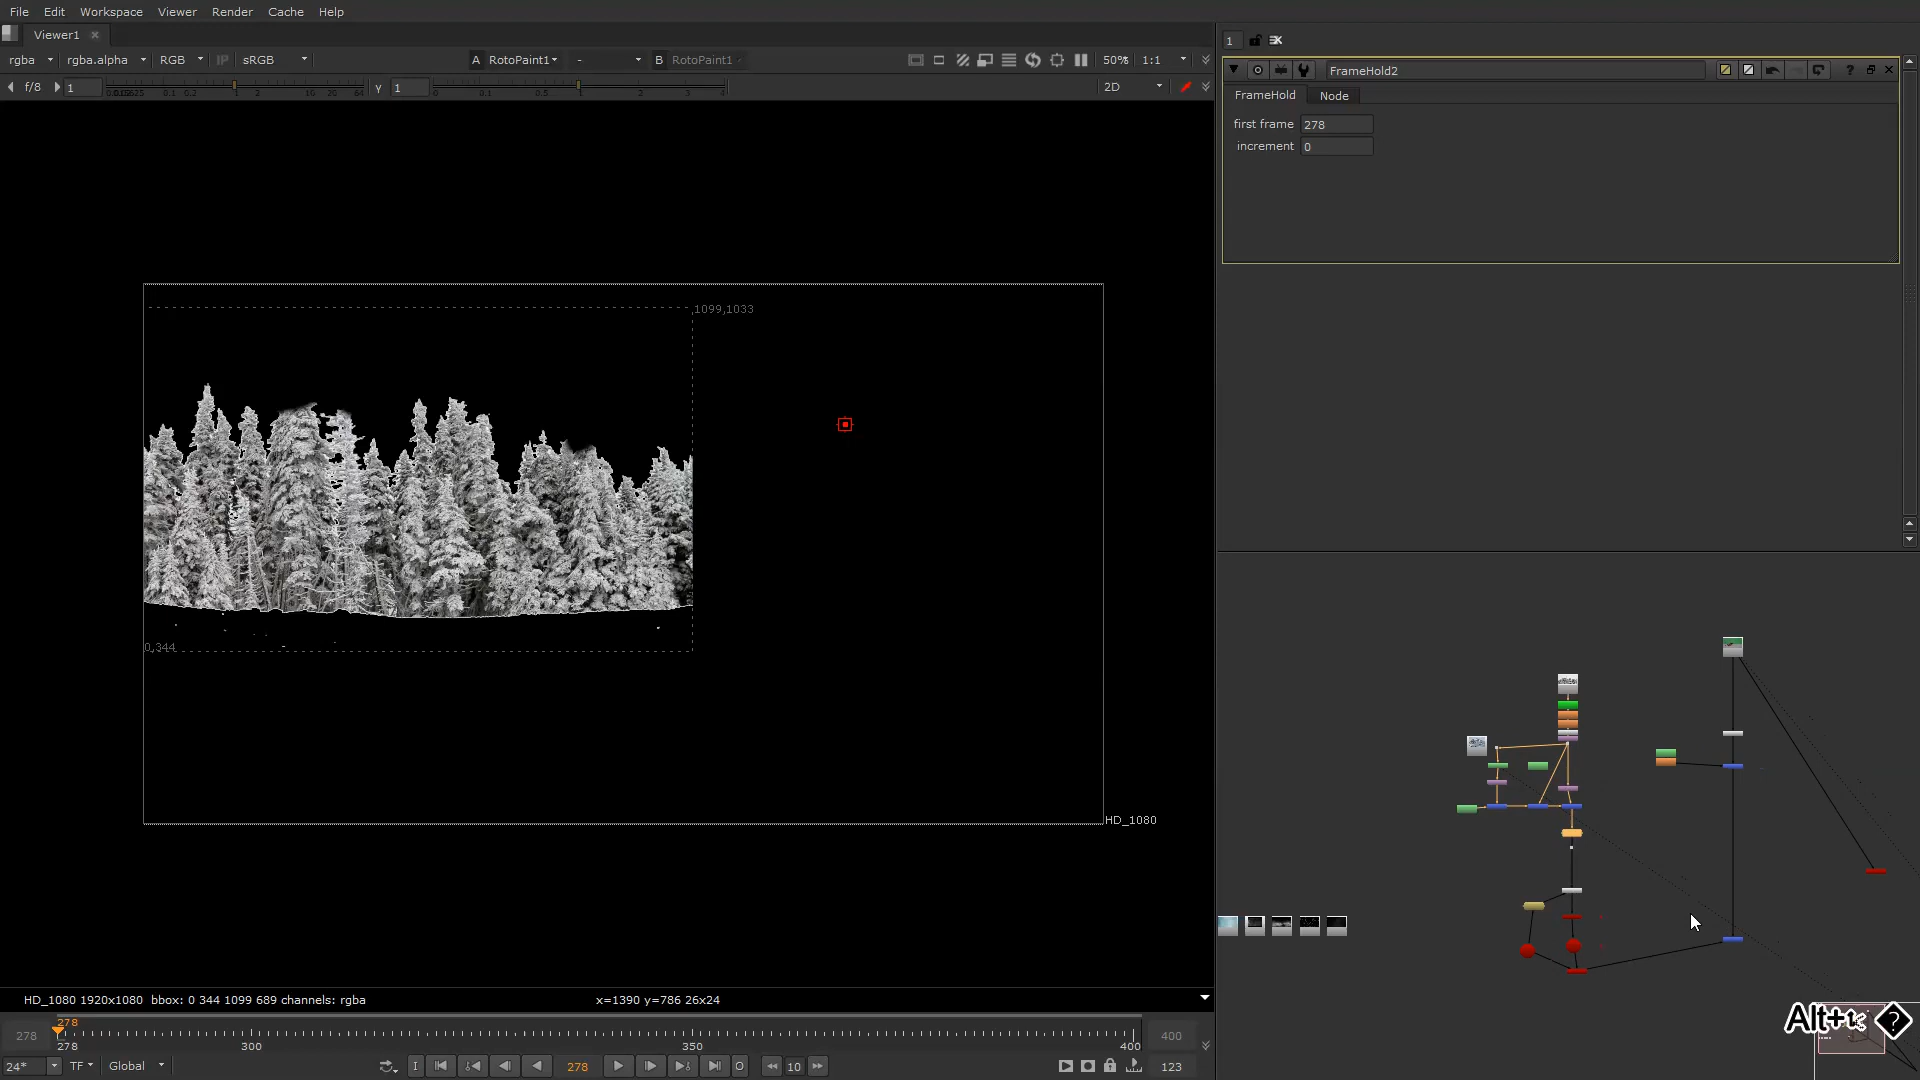 File Edit Workspace Viewer Render Cache Help
Viewer1
rgba rgba.alpha RGB IP sRGB A RotoPaint1 - B RotoPaint1 50% 1:1
f/8 1 Y 1 2D
1
FrameHold2
FrameHold Node
first frame 278
increment 0
1099,1033
0,344
HD_1080
HD_1080 1920x1080 bbox: 0 344 1099 689 channels: rgba x=1390 y=786 26x24
278 278 400
278 300 350 400
24* TF Global I 278 O 10 123